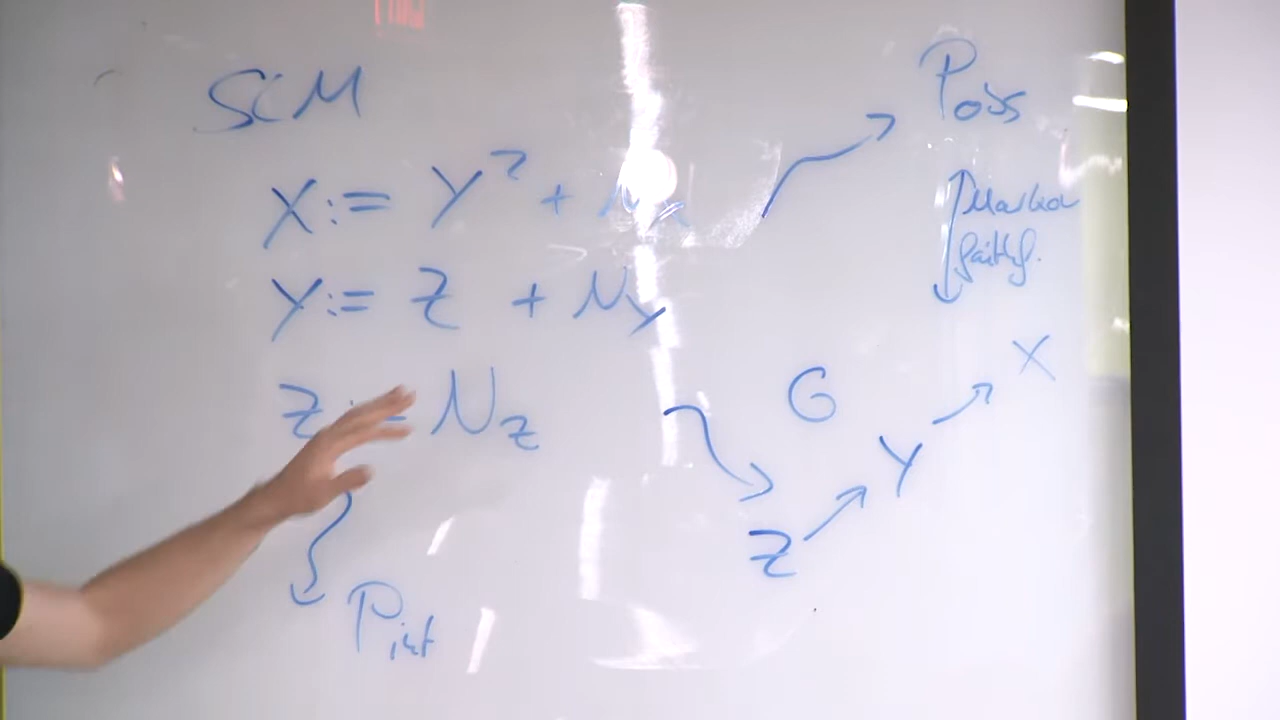 SCM
X := Y² + Nx
Y := Z + Ny
Z := Nz
Pint
Pobs
Markov
faithf.
G
X
Y
Z